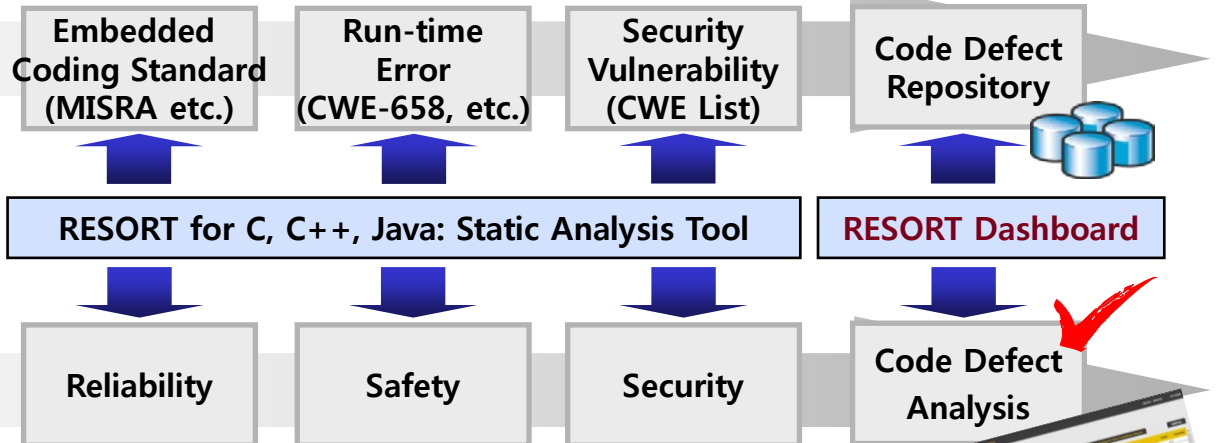 Embedded
Coding Standard
(MISRA etc.)
Run-time
Error
(CWE-658, etc.)
Security
Vulnerability
(CWE List)
Code Defect
Repository
RESORT for C, C++, Java: Static Analysis Tool
RESORT Dashboard
Reliability
Safety
Security
Code Defect
Analysis